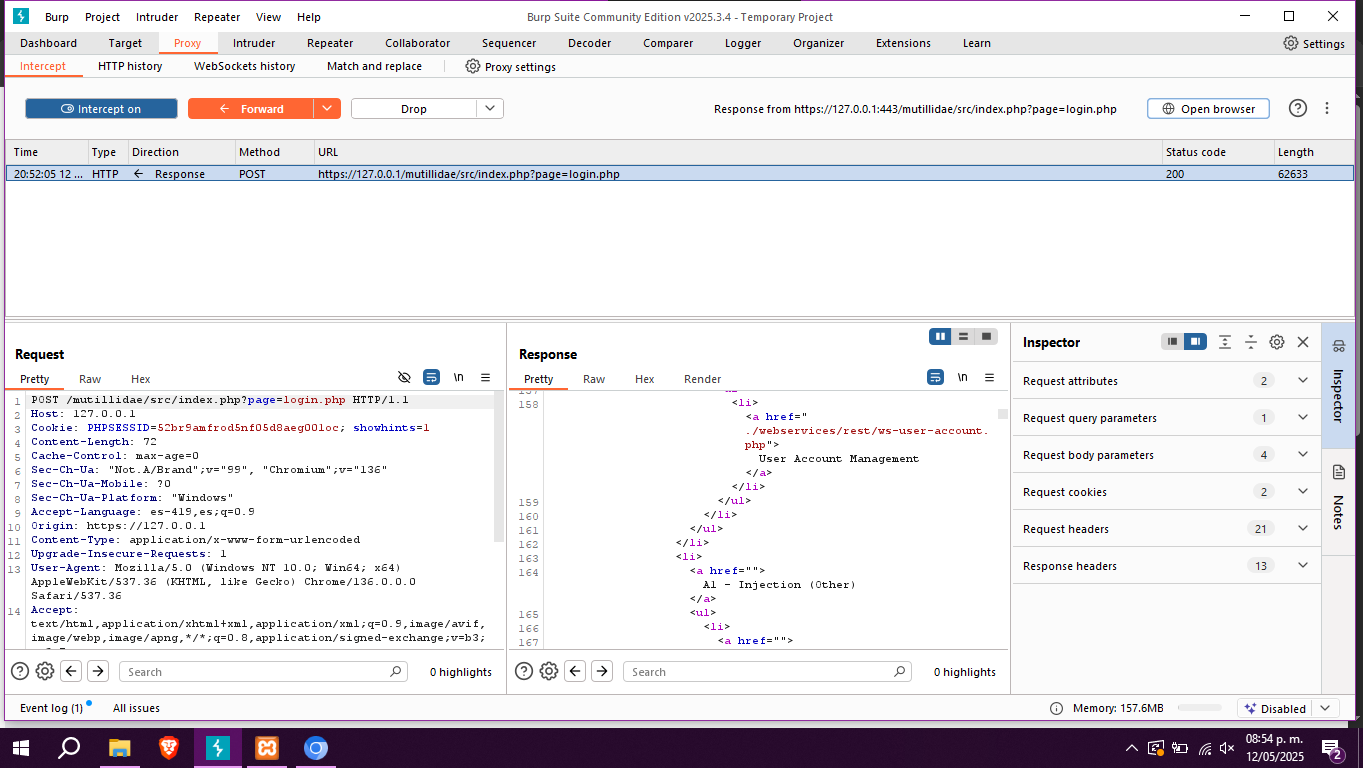 Burp Project Intruder Repeater View Help Burp Suite Community Edition v2025.3.4 - Temporary Project
Dashboard Target Proxy Intruder Repeater Collaborator Sequencer Decoder Comparer Logger Organizer Extensions Learn Settings
Intercept HTTP history WebSockets history Match and replace Proxy settings
Intercept on Forward Drop Response from https://127.0.0.1:443/mutillidae/src/index.php?page=login.php Open browser
Time Type Direction Method URL Status code Length
20:52:05 12 ... HTTP Response POST https://127.0.0.1/mutillidae/src/index.php?page=login.php 200 62633
Request
Pretty Raw Hex \n
1 POST /mutillidae/src/index.php?page=login.php HTTP/1.1
2 Host: 127.0.0.1
3 Cookie: PHPSESSID=52br9amfrod5nf05d8aeg00loc; showhints=1
4 Content-Length: 72
5 Cache-Control: max-age=0
6 Sec-Ch-Ua: "Not.A/Brand";v="99", "Chromium";v="136"
7 Sec-Ch-Ua-Mobile: ?0
8 Sec-Ch-Ua-Platform: "Windows"
9 Accept-Language: es-419,es;q=0.9
10 Origin: https://127.0.0.1
11 Content-Type: application/x-www-form-urlencoded
12 Upgrade-Insecure-Requests: 1
13 User-Agent: Mozilla/5.0 (Windows NT 10.0; Win64; x64)
AppleWebKit/537.36 (KHTML, like Gecko) Chrome/136.0.0.0
Safari/537.36
14 Accept:
text/html,application/xhtml+xml,application/xml;q=0.9,image/avif,
image/webp,image/apng,*/*;q=0.8,application/signed-exchange;v=b3;
Search 0 highlights
Response
Pretty Raw Hex Render \n
157
158 <li>
<a href="
./webservices/rest/ws-user-account.
php">
User Account Management
</a>
</li>
159 </ul>
160 </li>
161 </ul>
162 </li>
163 <li>
164 <a href="">
A1 - Injection (Other)
</a>
165 <ul>
166 <li>
167 <a href="">
Search 0 highlights
Inspector
Request attributes 2
Request query parameters 1
Request body parameters 4
Request cookies 2
Request headers 21
Response headers 13
Inspector
Notes
Event log (1) All issues Memory: 157.6MB Disabled
08:54 p. m.
12/05/2025
2